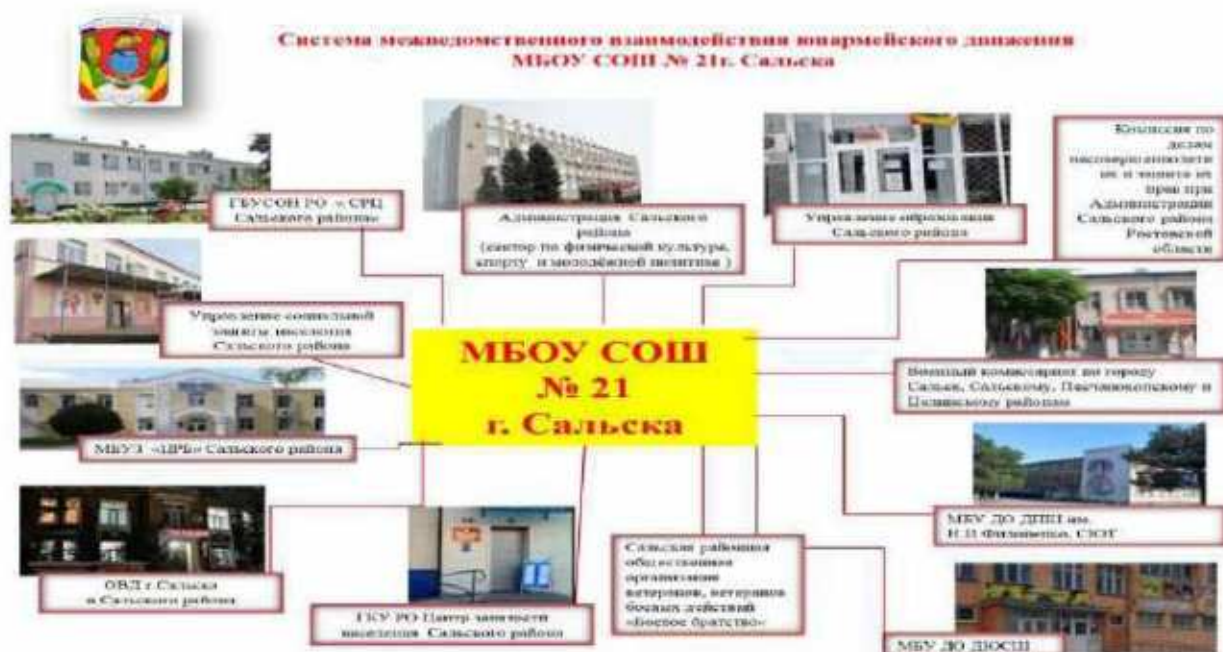 Система межведомственного взаимодействия юнармейского движения
МБОУ СОШ № 21г. Сальска
ГБУСОН РО « СРЦ
Сальского района»
Администрация Сальского
района
(сектор по физической культуре,
спорту и молодёжной политике )
Управление образования
Сальского района
Комиссия по
делам
несовершеннолетн
их и защите их
прав при
Администрации
Сальского района
Ростовской
области
Управление социальной
защиты населения
Сальского района
МБОУ СОШ
№ 21
г. Сальска
Военный комиссариат по городу
Сальск, Сальскому, Песчанокопскому и
Целинскому районам
МБУЗ «ЦРБ» Сальского района
МБУ ДО ДПКІ им.
ОВД г.Сальска
и Сальского района
ГКУ РО Центр занятости
населения Сальского района
Сальская районная
общественная
организация
ветеранов, ветеранов
боевых действий
«Боевое братство»
МБУ ДО ДЮСШ